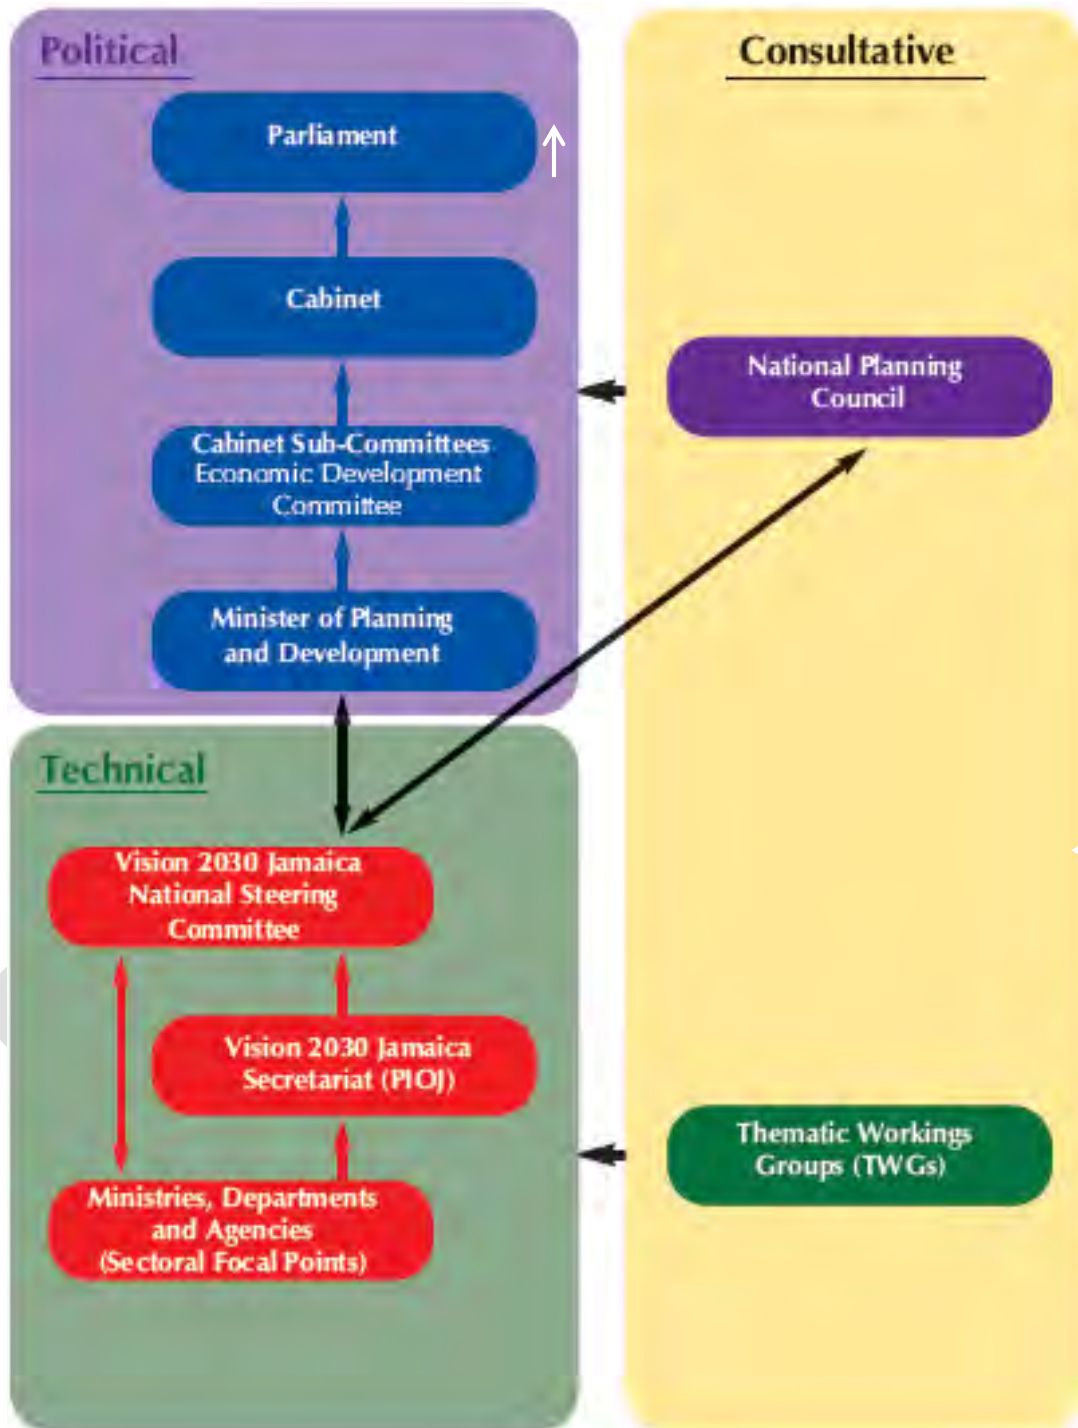 Political
Parliament
Cabinet
Cabinet Sub-Committees
Economic Development
Committee
Minister of Planning
and Development
Technical
Vision 2030 Jamaica
National Steering
Committee
Vision 2030 Jamaica
Secretariat (PIOJ)
Ministries, Departments
and Agencies
(Sectoral Focal Points)
Consultative
National Planning
Council
Thematic Workings
Groups (TWGs)